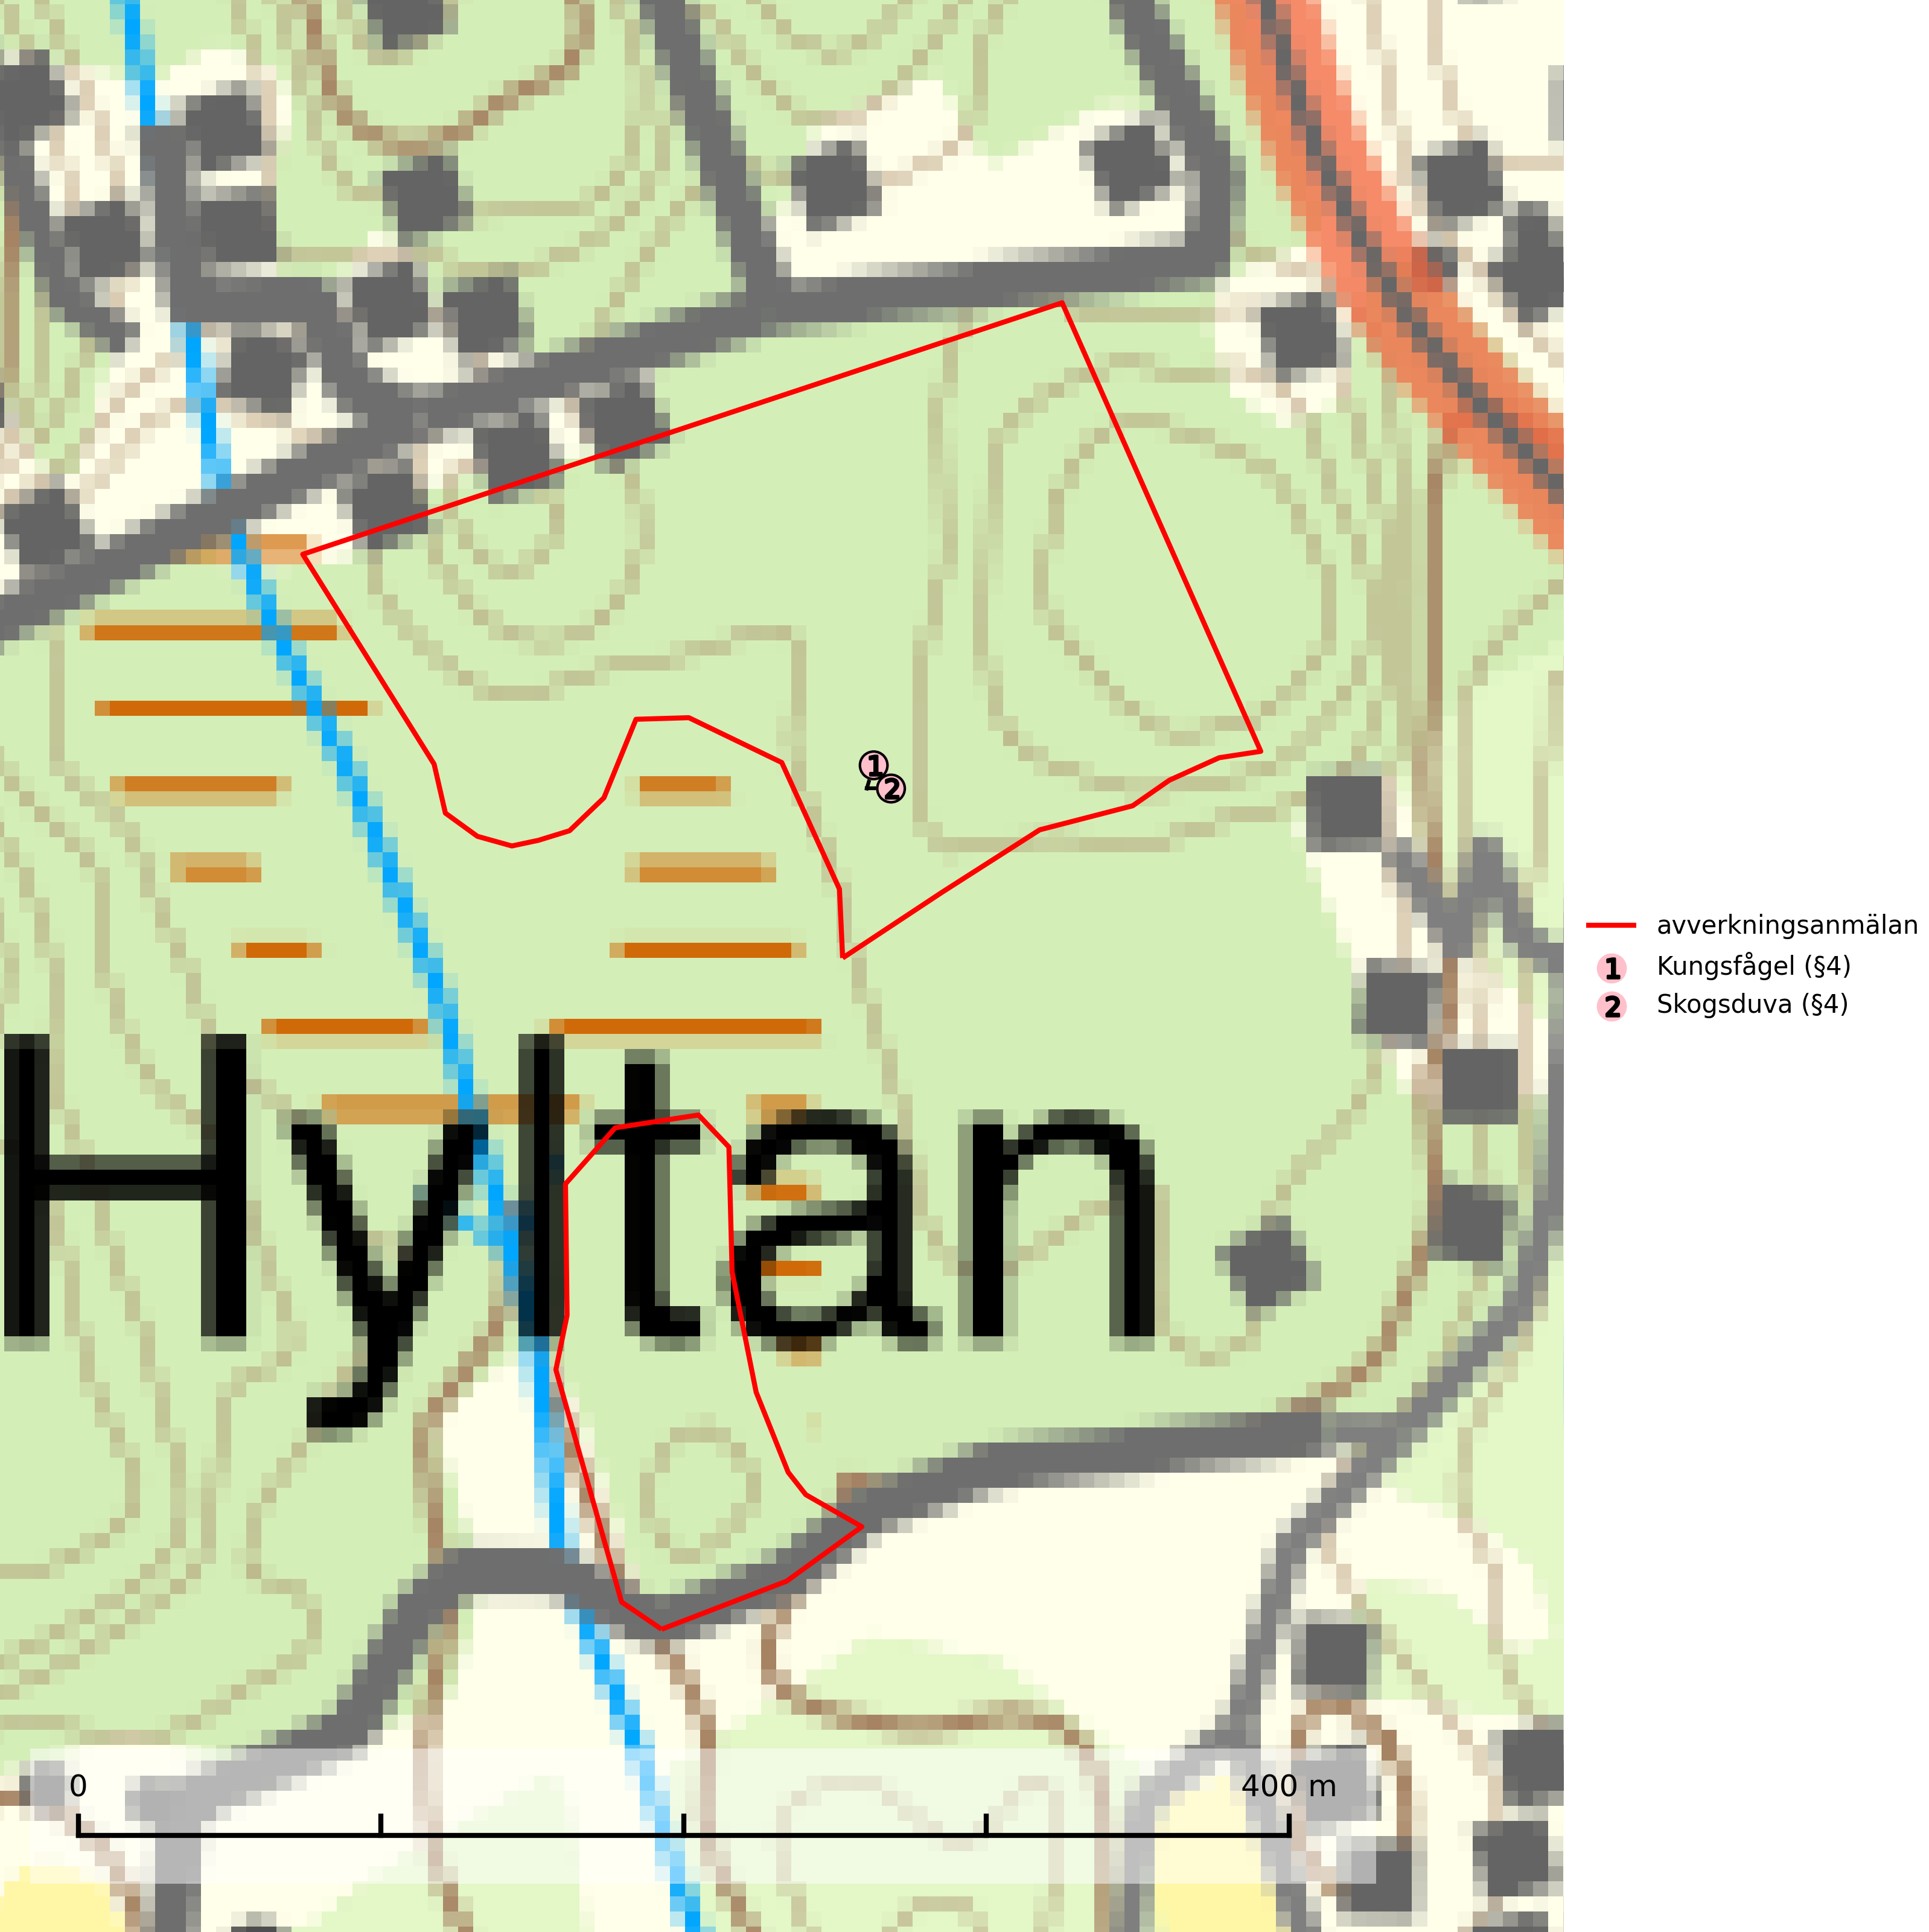 1
2
Hyltan
avverkningsanmälan
1 Kungsfågel (§4)
2 Skogsduva (§4)
0 400 m